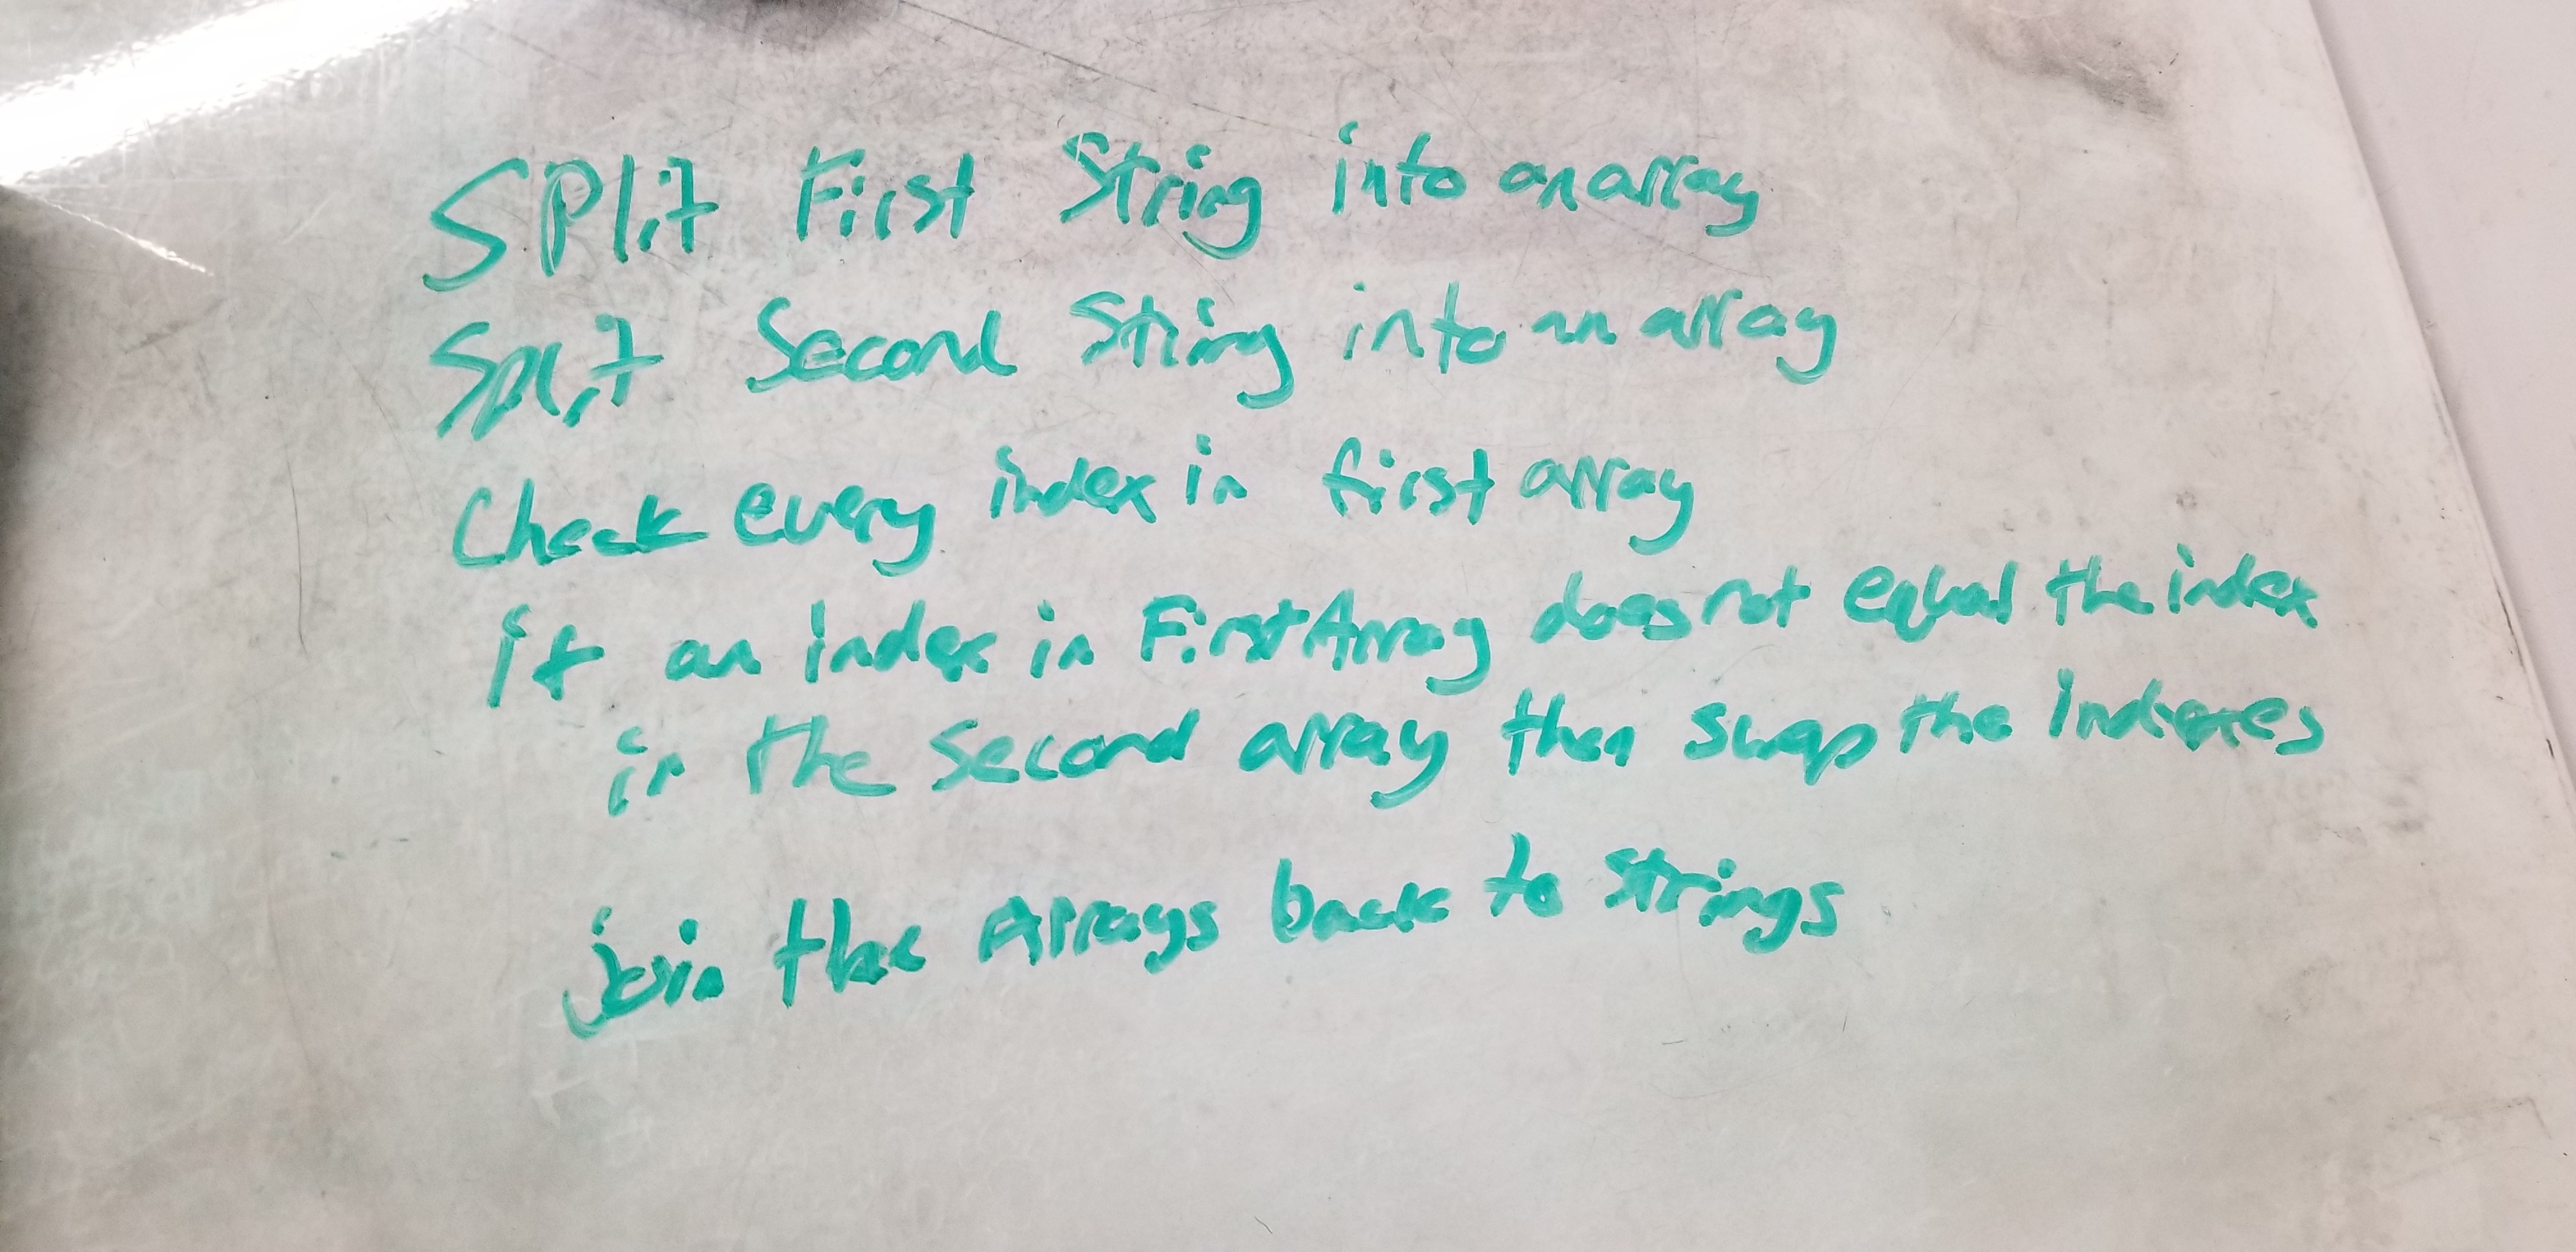 Split First String into an array
Split Second String into an array
Check every index in first array
if an index in First Array does not equal the index
in the second array then swap the indexes
join the Arrays back to strings